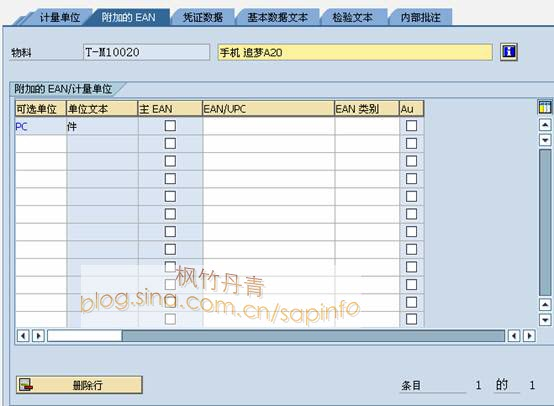 计量单位 附加的 EAN 凭证数据 基本数据文本 检验文本 内部批注
物料 T-M10020 手机 追梦A20
附加的 EAN/计量单位
可选单位 单位文本 主 EAN EAN/UPC EAN 类别 Au
PC 件
枫竹丹青
blog.sina.com.cn/sapinfo
删除行 条目 1 的 1